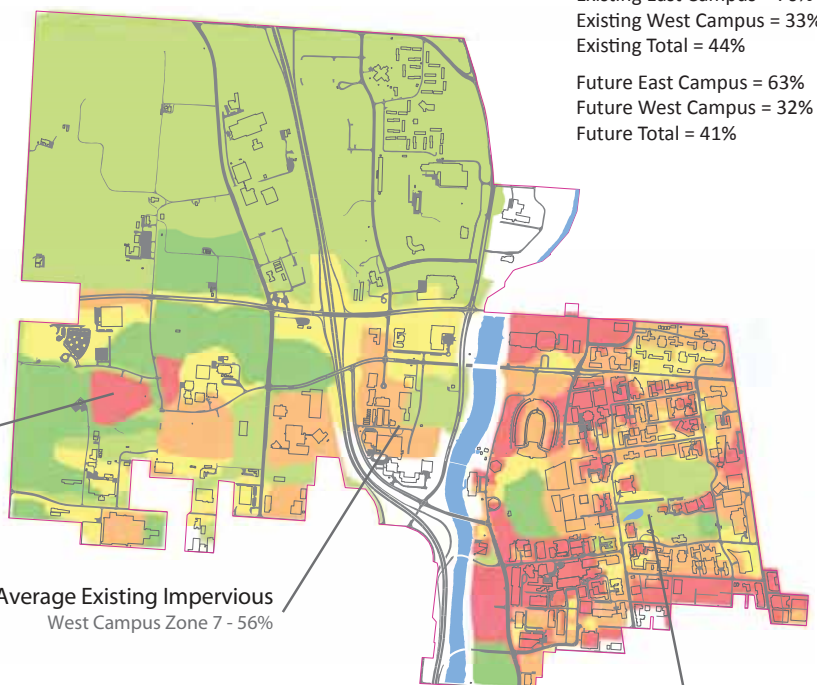 Existing West Campus = 33%
Existing Total = 44%
Future East Campus = 63%
Future West Campus = 32%
Future Total = 41%
Average Existing Impervious
West Campus Zone 7 - 56%